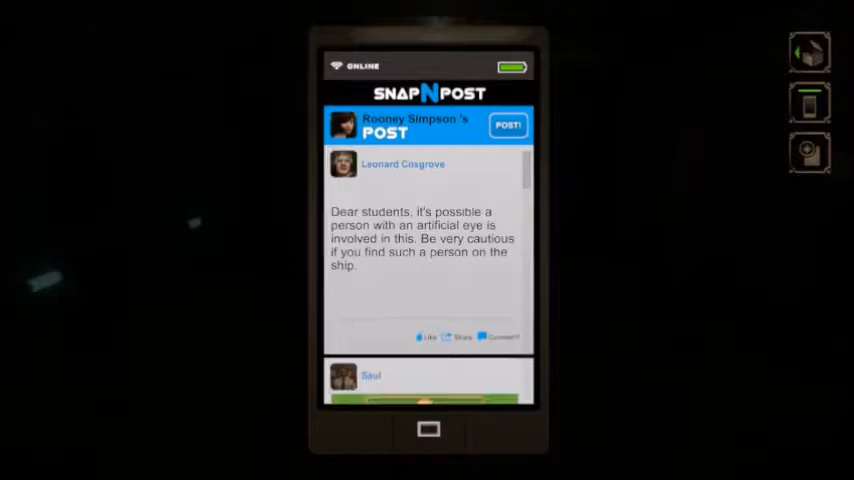 ONLINE
SNAPNPOST
Rooney Simpson 's
POST
POST!
Leonard Cosgrove
Dear students, it's possible a
person with an artificial eye is
involved in this. Be very cautious
if you find such a person on the
ship.
Like Share Comment
Saul